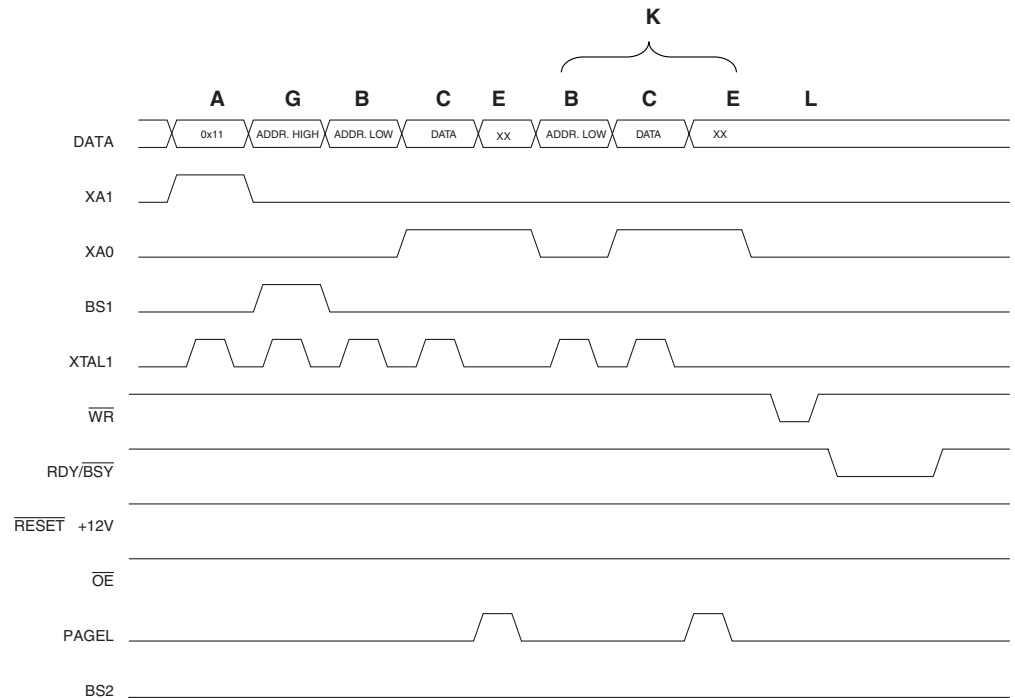 K
A G B C E B C E L
DATA 0x11 ADDR. HIGH ADDR. LOW DATA XX ADDR. LOW DATA XX
XA1
XA0
BS1
XTAL1
WR
RDY/BSY
RESET +12V
OE
PAGEL
BS2